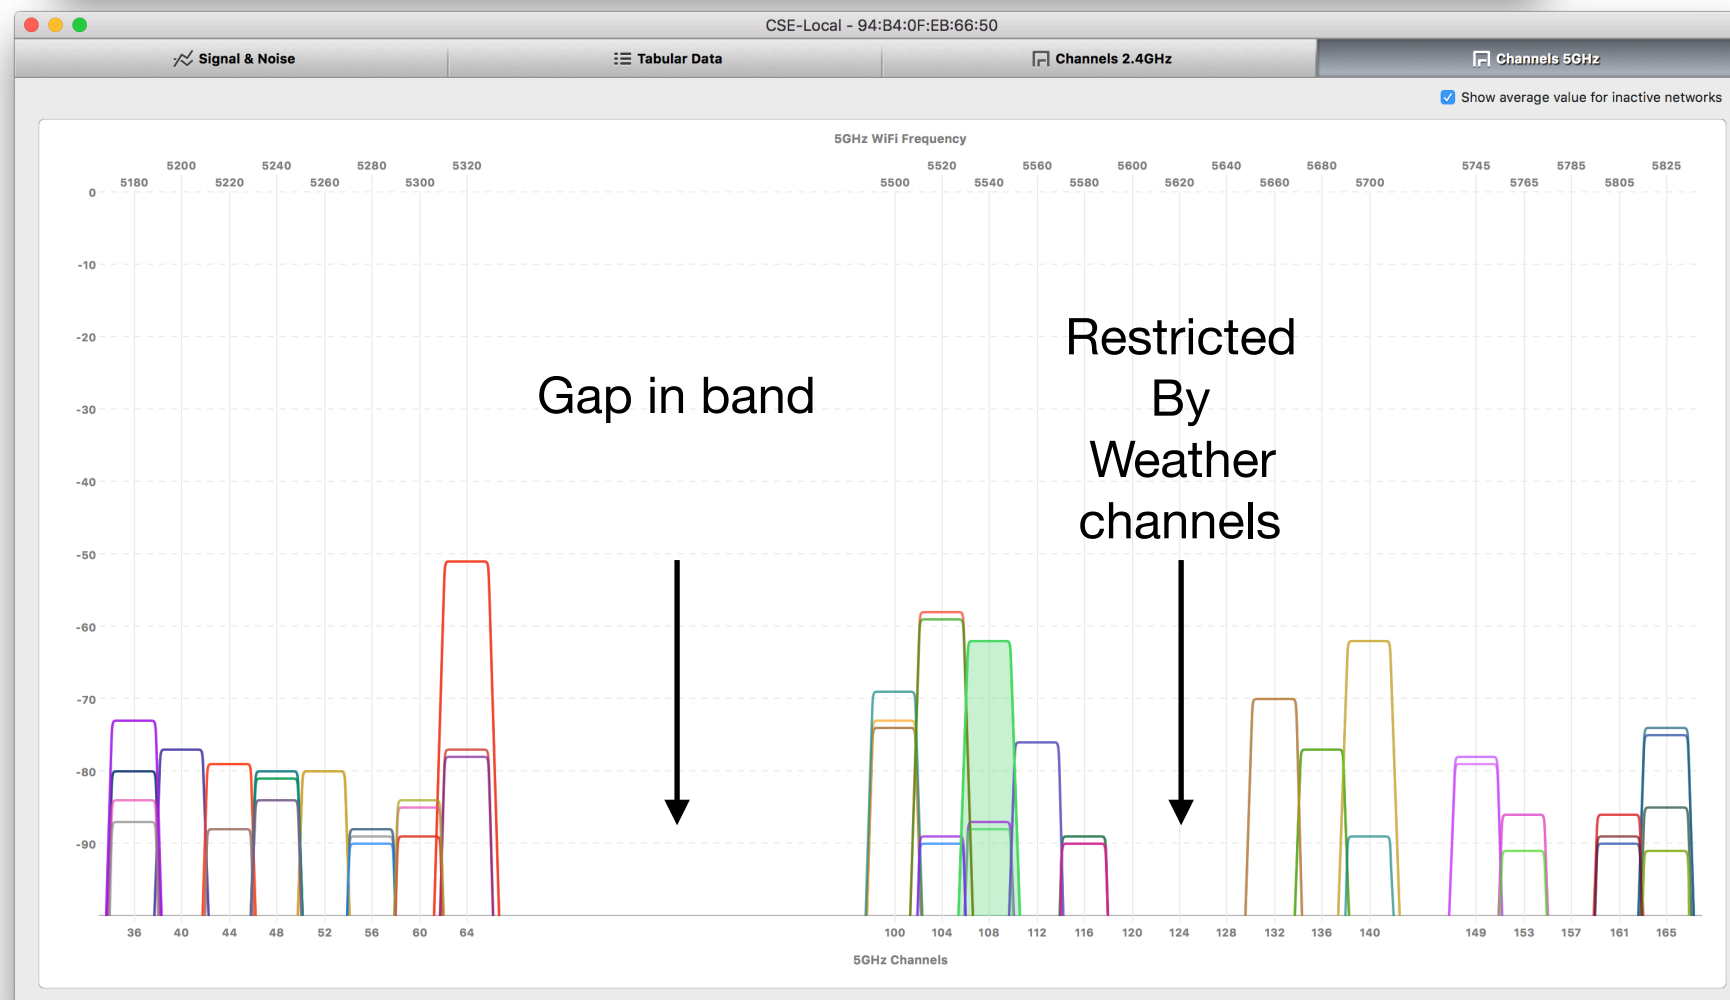 CSE-Local - 94:B4:0F:EB:66:50
Signal & Noise
Tabular Data
Channels 2.4GHz
Channels 5GHz
Show average value for inactive networks
5GHz WiFi Frequency
5200 5240 5280 5320 5520 5560 5600 5640 5680 5745 5785 5825
5180 5220 5260 5300 5500 5540 5580 5620 5660 5700 5765 5805
0
-10
-20
-30
-40
-50
-60
-70
-80
-90
Gap in band
Restricted
By
Weather
channels
36 40 44 48 52 56 60 64 100 104 108 112 116 120 124 128 132 136 140 149 153 157 161 165
5GHz Channels